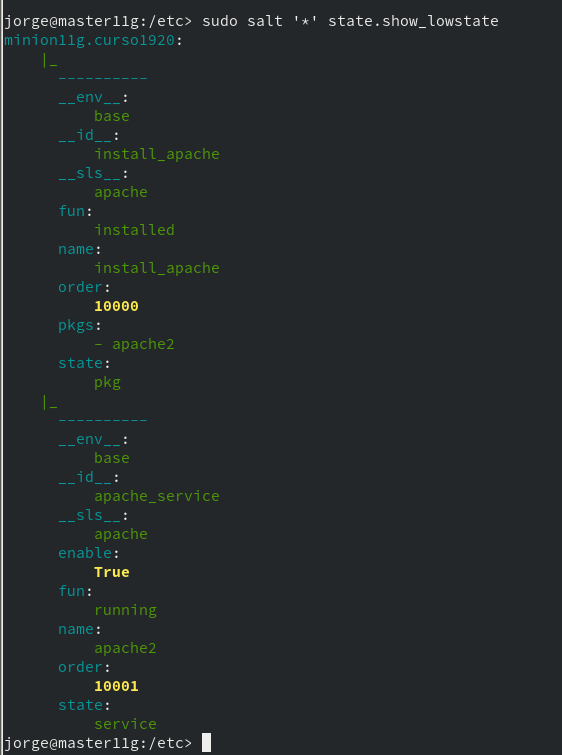 jorge@master11g:/etc> sudo salt '*' state.show_lowstate
minion11g.curso1920:
    |_
      ----------
      __env__:
          base
      __id__:
          install_apache
      __sls__:
          apache
      fun:
          installed
      name:
          install_apache
      order:
          10000
      pkgs:
          - apache2
      state:
          pkg
    |_
      ----------
      __env__:
          base
      __id__:
          apache_service
      __sls__:
          apache
      enable:
          True
      fun:
          running
      name:
          apache2
      order:
          10001
      state:
          service
jorge@master11g:/etc>